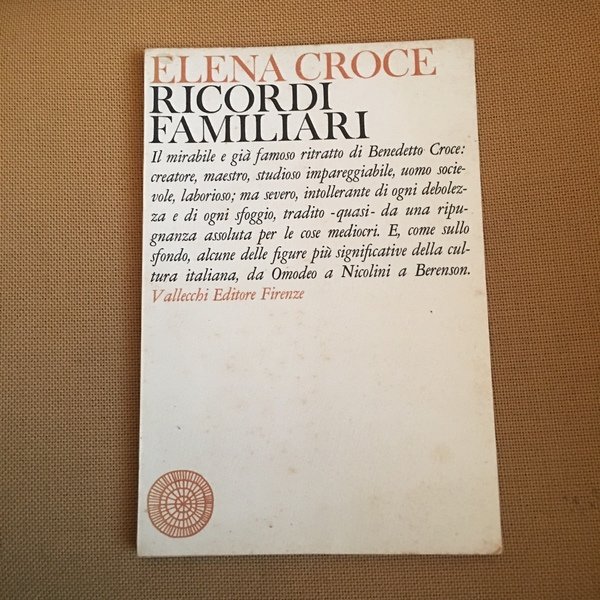 ELENA CROCE
RICORDI
FAMILIARI
Il mirabile e già famoso ritratto di Benedetto Croce:
creatore, maestro, studioso impareggiabile, uomo socie-
vole, laborioso; ma severo, intollerante di ogni debolez-
za e di ogni sfoggio, tradito -quasi- da una ripu-
gnanza assoluta per le cose mediocri. E, come sullo
sfondo, alcune delle figure più significative della cul-
tura italiana, da Omodeo a Nicolini a Berenson.
Vallecchi Editore Firenze